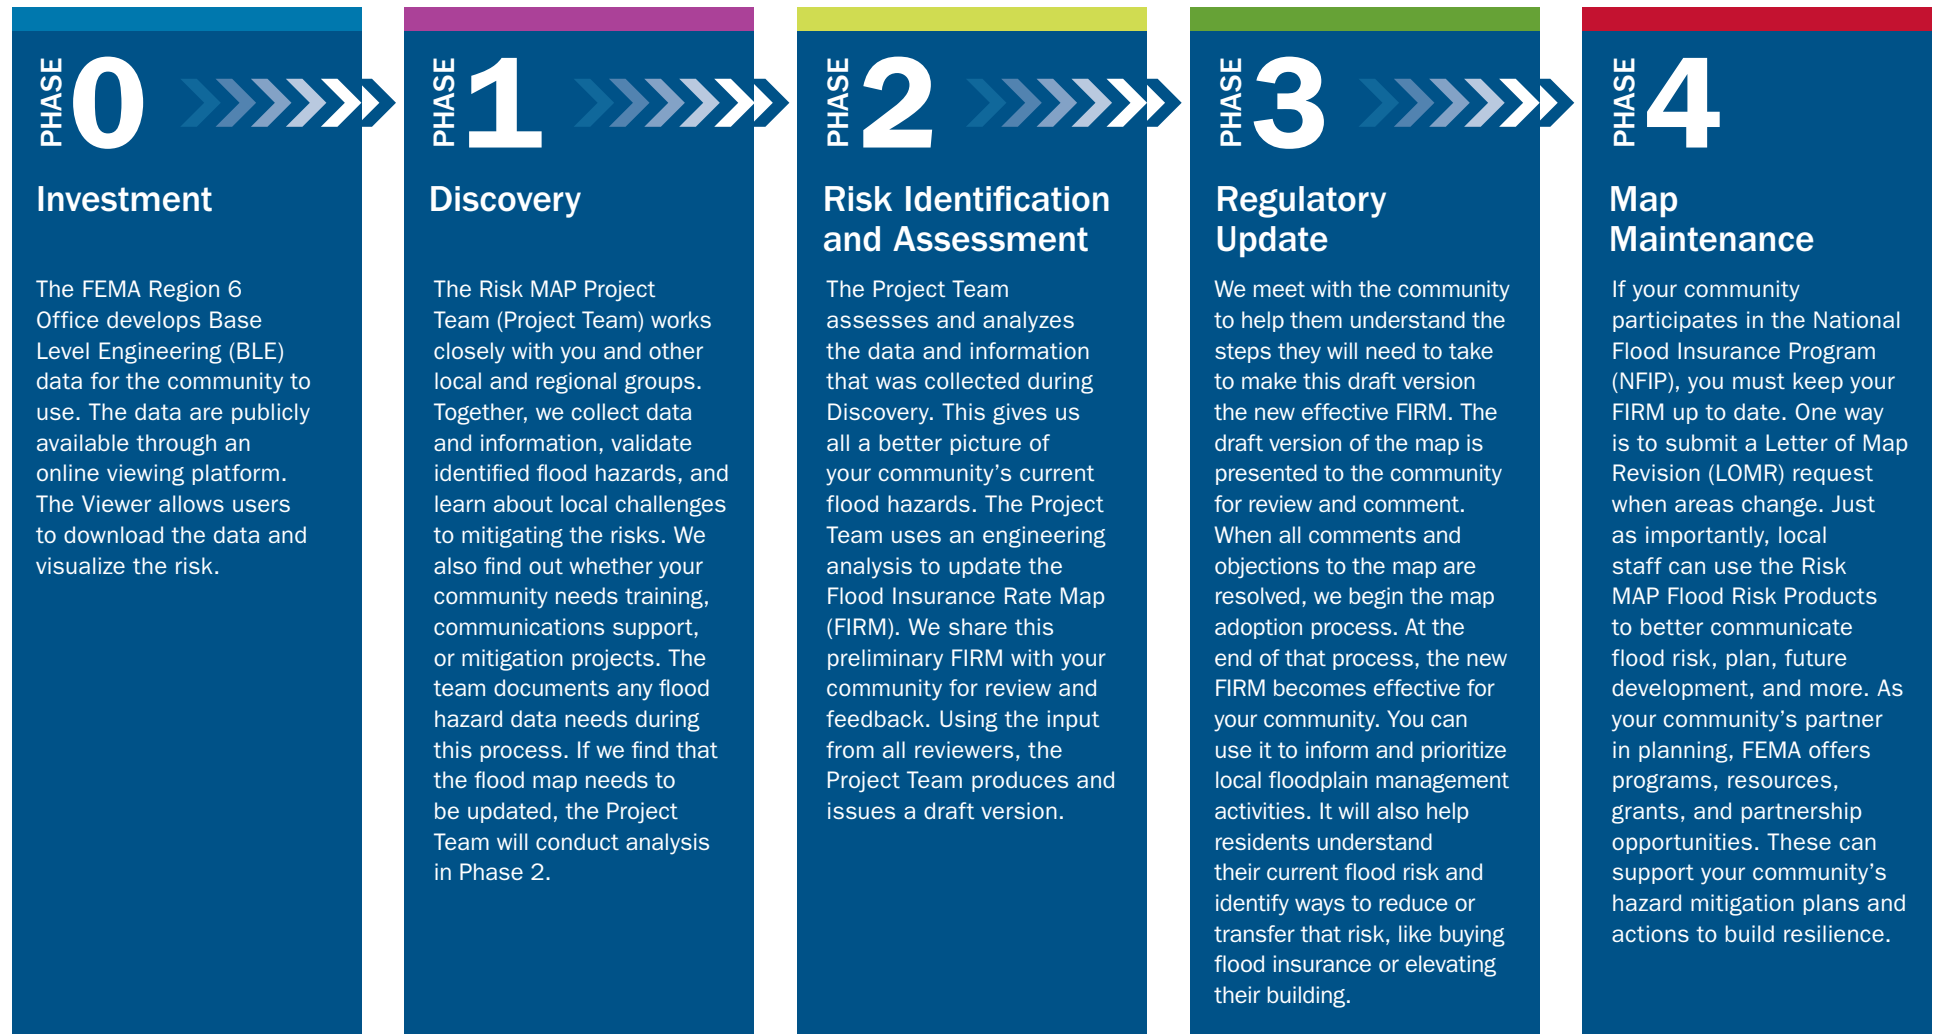 PHASE 0
Investment
The FEMA Region 6
Office develops Base
Level Engineering (BLE)
data for the community to
use. The data are publicly
available through an
online viewing platform.
The Viewer allows users
to download the data and
visualize the risk.
PHASE 1
Discovery
The Risk MAP Project
Team (Project Team) works
closely with you and other
local and regional groups.
Together, we collect data
and information, validate
identified flood hazards, and
learn about local challenges
to mitigating the risks. We
also find out whether your
community needs training,
communications support,
or mitigation projects. The
team documents any flood
hazard data needs during
this process. If we find that
the flood map needs to
be updated, the Project
Team will conduct analysis
in Phase 2.
PHASE 2
Risk Identification
and Assessment
The Project Team
assesses and analyzes
the data and information
that was collected during
Discovery. This gives us
all a better picture of
your community’s current
flood hazards. The Project
Team uses an engineering
analysis to update the
Flood Insurance Rate Map
(FIRM). We share this
preliminary FIRM with your
community for review and
feedback. Using the input
from all reviewers, the
Project Team produces and
issues a draft version.
PHASE 3
Regulatory
Update
We meet with the community
to help them understand the
steps they will need to take
to make this draft version
the new effective FIRM. The
draft version of the map is
presented to the community
for review and comment.
When all comments and
objections to the map are
resolved, we begin the map
adoption process. At the
end of that process, the new
FIRM becomes effective for
your community. You can
use it to inform and prioritize
local floodplain management
activities. It will also help
residents understand
their current flood risk and
identify ways to reduce or
transfer that risk, like buying
flood insurance or elevating
their building.
PHASE 4
Map
Maintenance
If your community
participates in the National
Flood Insurance Program
(NFIP), you must keep your
FIRM up to date. One way
is to submit a Letter of Map
Revision (LOMR) request
when areas change. Just
as importantly, local
staff can use the Risk
MAP Flood Risk Products
to better communicate
flood risk, plan, future
development, and more. As
your community’s partner
in planning, FEMA offers
programs, resources,
grants, and partnership
opportunities. These can
support your community’s
hazard mitigation plans and
actions to build resilience.